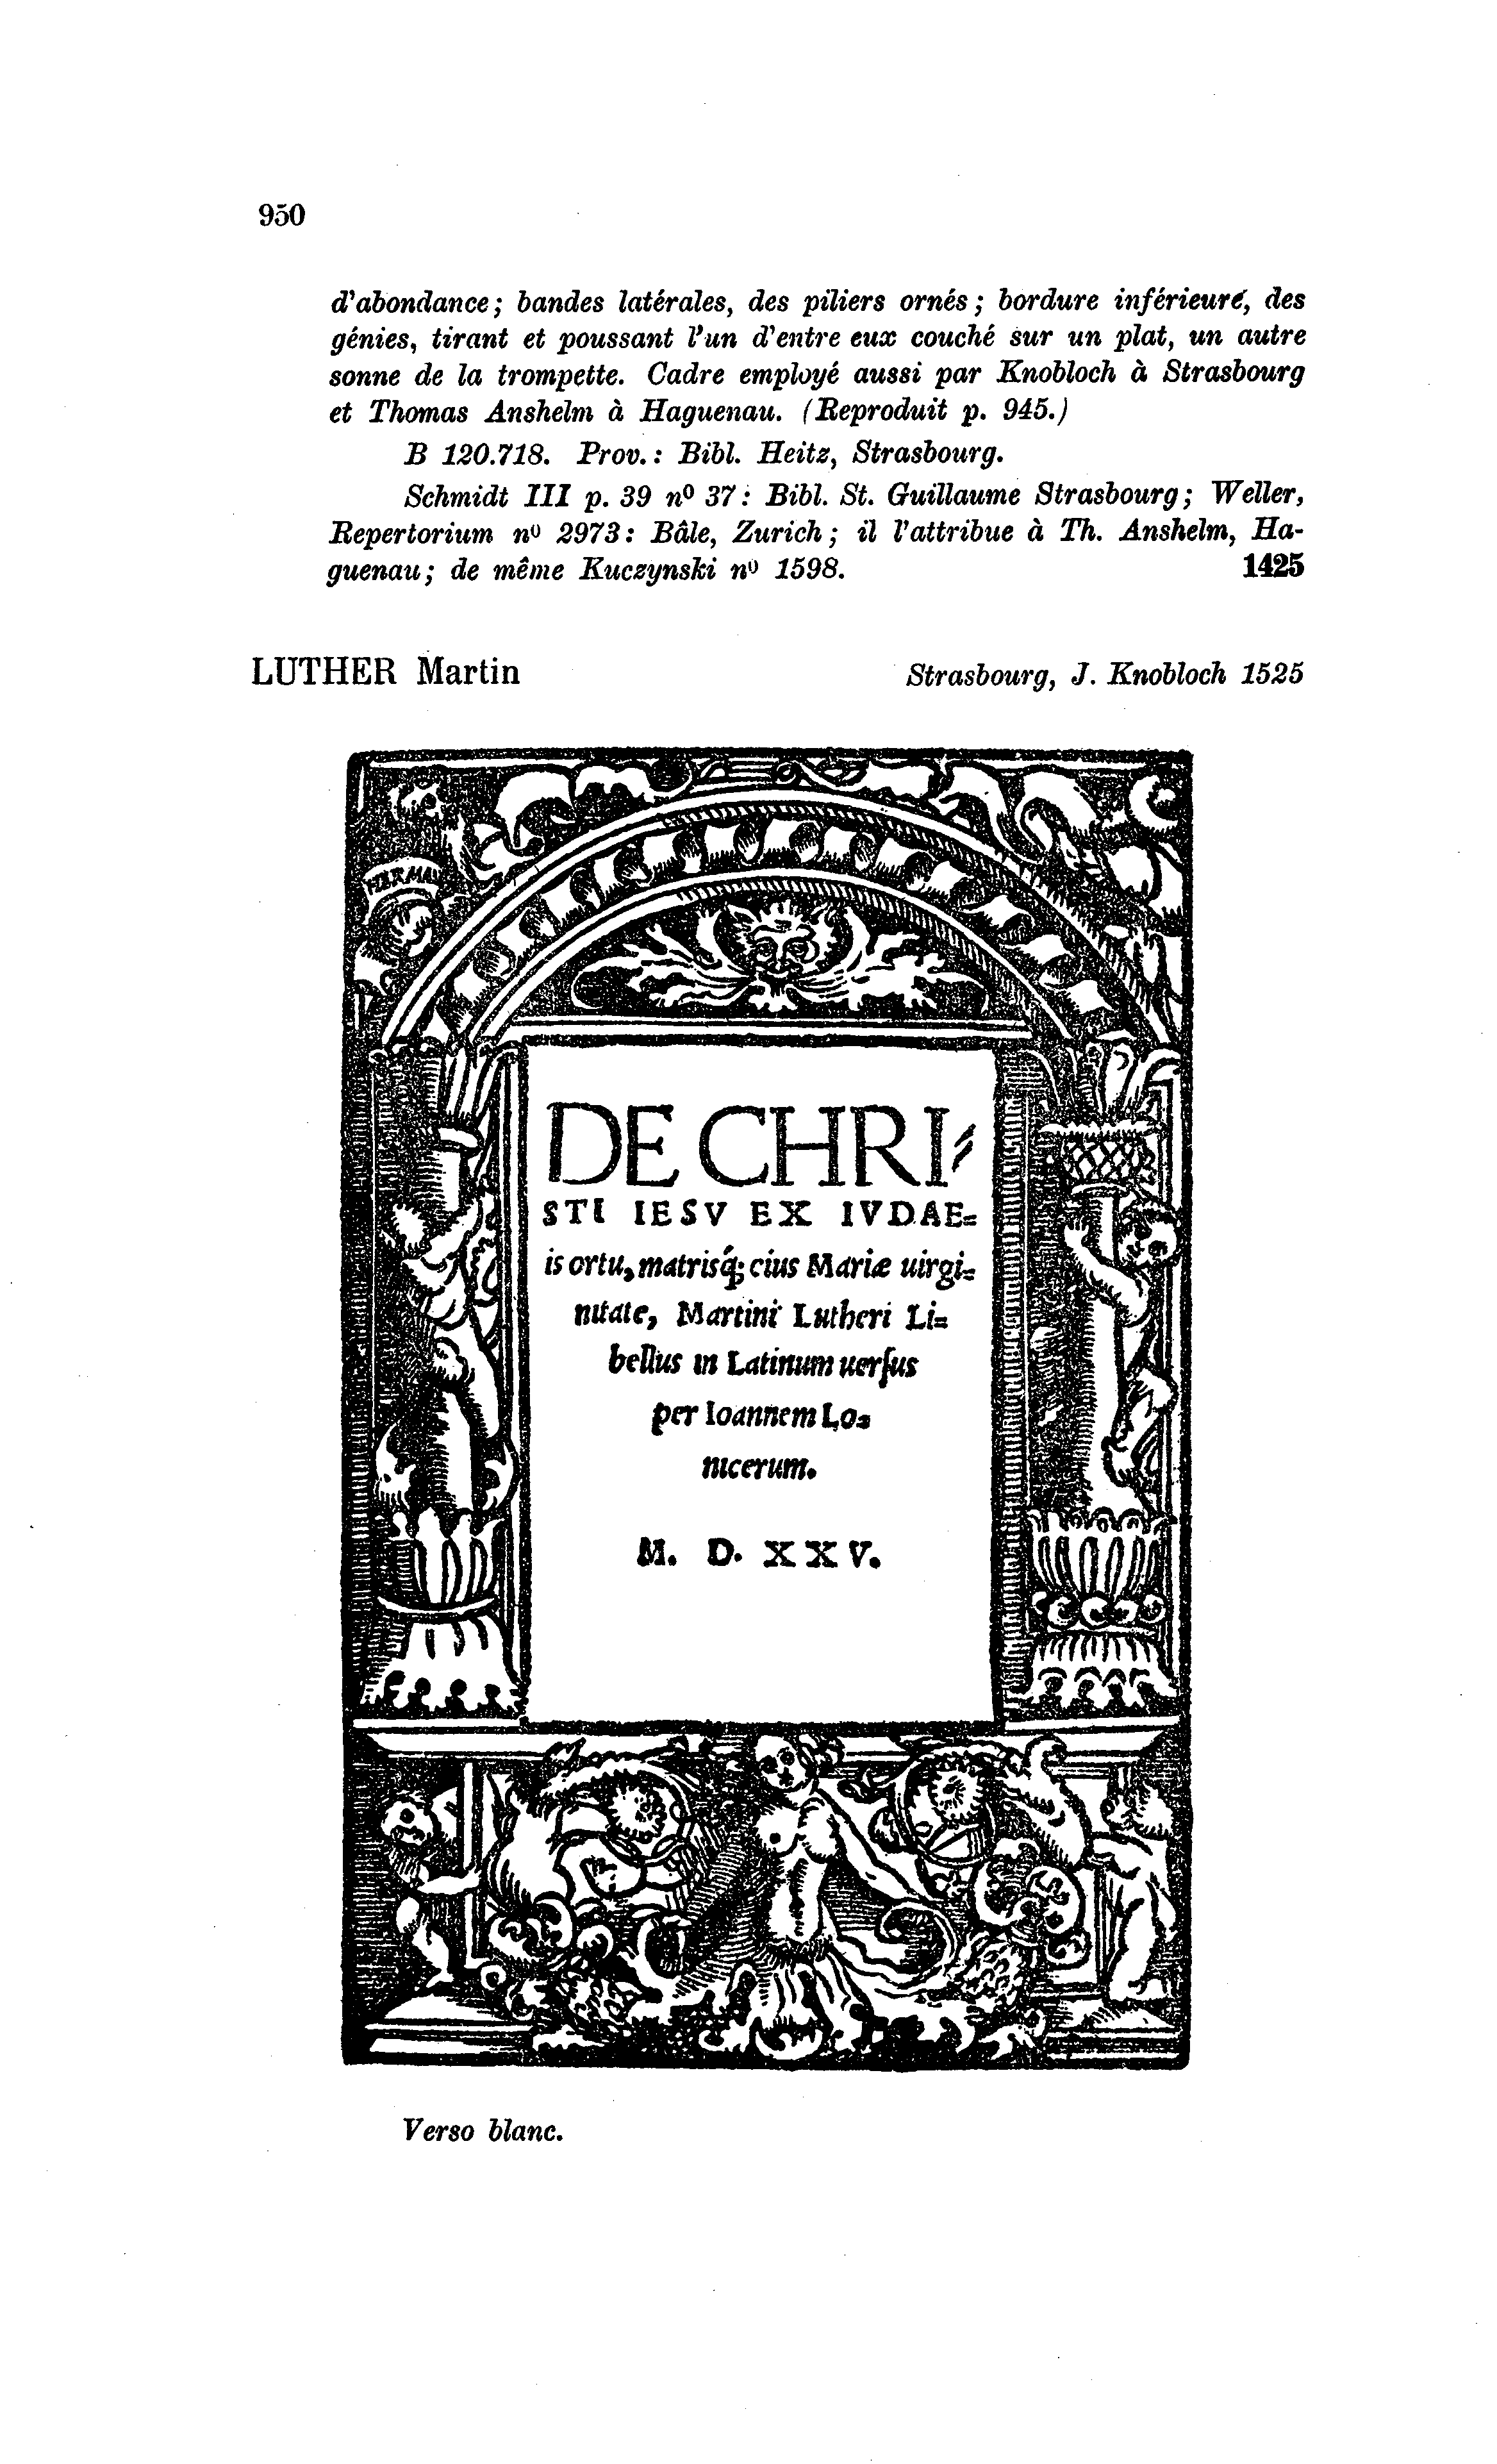 950
d'abondance; bandes latérales, des piliers ornés; bordure inférieure, des
génies, tirant et poussant l'un d'entre eux couché sur un plat, un autre
sonne de la trompette. Cadre employé aussi par Knobloch à Strasbourg
et Thomas Anshelm à Haguenau. (Reproduit p. 945.)
B 120.718. Prov.: Bibl. Heitz, Strasbourg.
Schmidt III p. 39 nº 37: Bibl. St. Guillaume Strasbourg; Weller,
Repertorium nº 2973: Bâle, Zurich; il l'attribue à Th. Anshelm, Ha-
guenau; de même Kuczynski nº 1598. 1425
LUTHER Martin Strasbourg, J. Knobloch 1525
DE CHRI⸗
STI IESV EX IVDAE=
is ortu, matrisq́; eius Mariæ uirgi=
nitate, Martini Lutheri Li=
bellus in Latinum uerſus
per Ioannem Lo=
nicerum.
M. D. XXV.
Verso blanc.